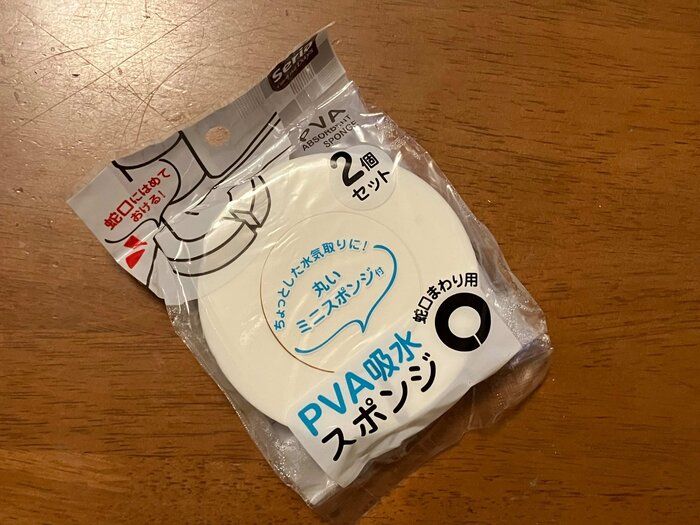 Seria
PVA
ABSORBENT
SPONGE
蛇口にはめて
おける!
2個
セット
ちょっとした水気取りに!
丸い
ミニスポンジ付
蛇口まわり用
PVA吸水
スポンジ